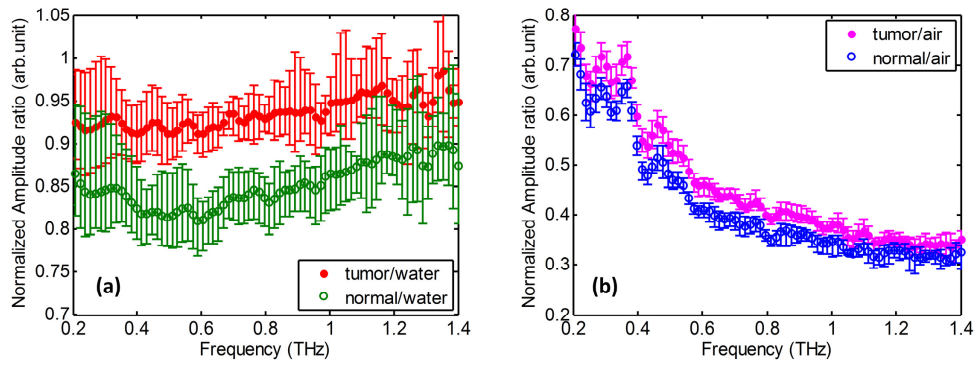 Normalized Amplitude ratio (arb.unit)
1.05
1
0.95
0.9
0.85
0.8
0.75
0.7
(a)
tumor/water
normal/water
0.2 0.4 0.6 0.8 1 1.2 1.4
Frequency (THz)
Normalized Amplitude ratio (arb.unit)
0.8
0.7
0.6
0.5
0.4
0.3
0.2
tumor/air
normal/air
(b)
0.2 0.4 0.6 0.8 1 1.2 1.4
Frequency (THz)